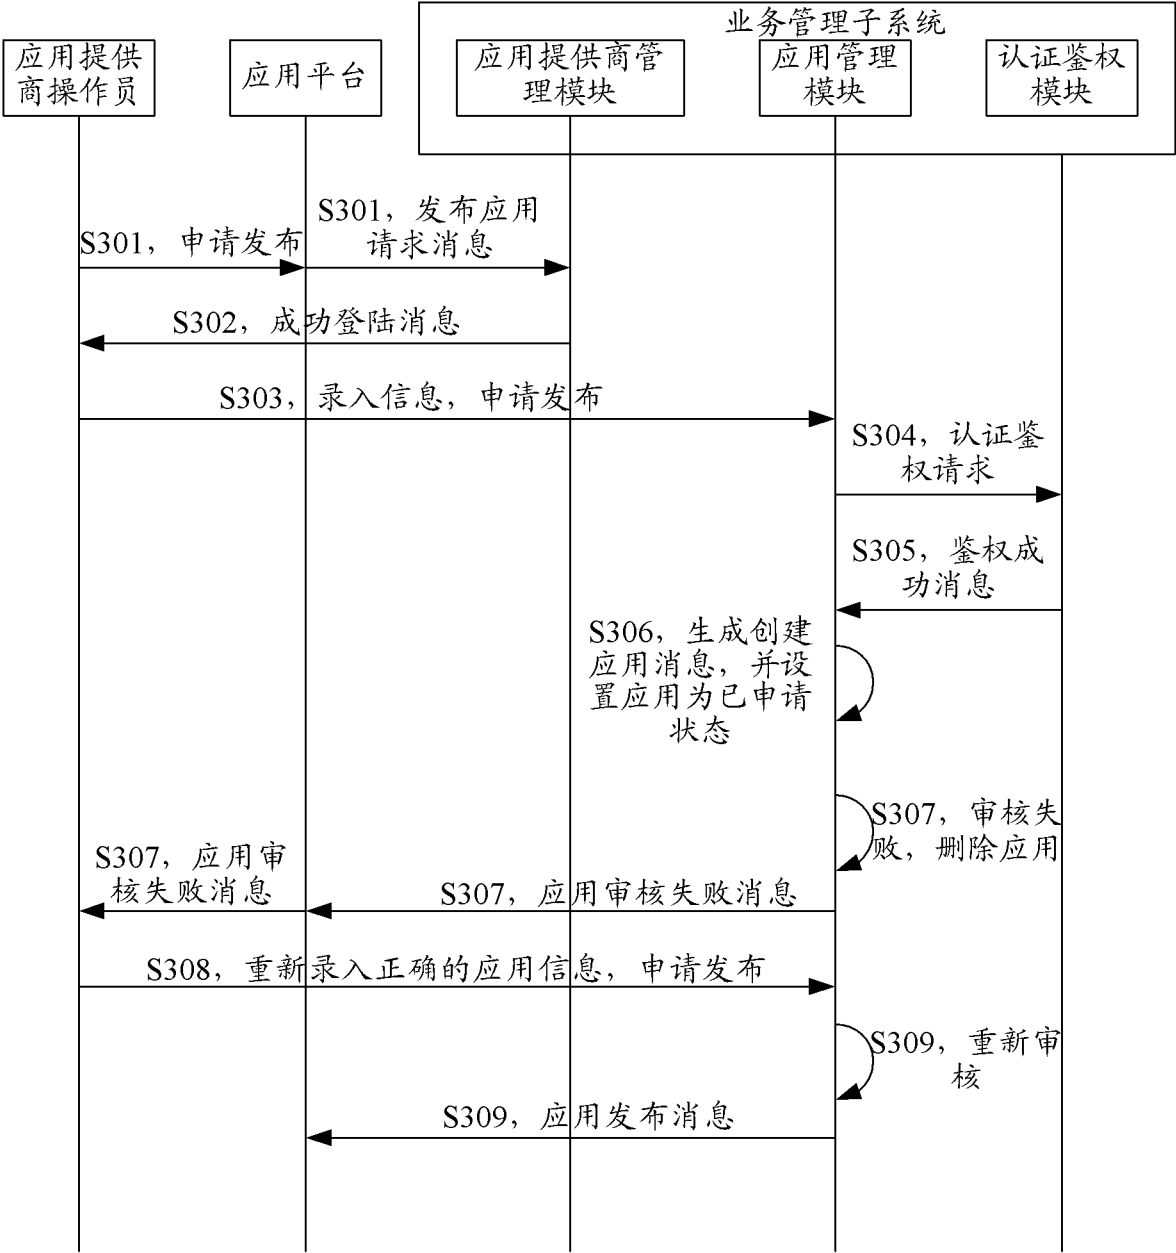 业务管理子系统
应用提供
商操作员
应用平台
应用提供商管
理模块
应用管理
模块
认证鉴权
模块
S301，申请发布
S301，发布应用
请求消息
S302，成功登陆消息
S303，录入信息，申请发布
S304，认证鉴
权请求
S305，鉴权成
功消息
S306，生成创建
应用消息，并设
置应用为已申请
状态
S307，审核失
败，删除应用
S307，应用审
核失败消息
S307，应用审核失败消息
S308，重新录入正确的应用信息，申请发布
S309，重新审
核
S309，应用发布消息